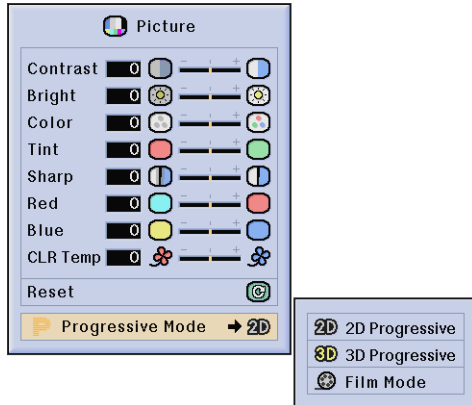 Picture
Contrast 0 - +
Bright 0 - +
Color 0 - +
Tint 0 - +
Sharp 0 - +
Red 0 - +
Blue 0 - +
CLR Temp 0 - +
Reset
P Progressive Mode ➔ 2D
2D 2D Progressive
3D 3D Progressive
Film Mode